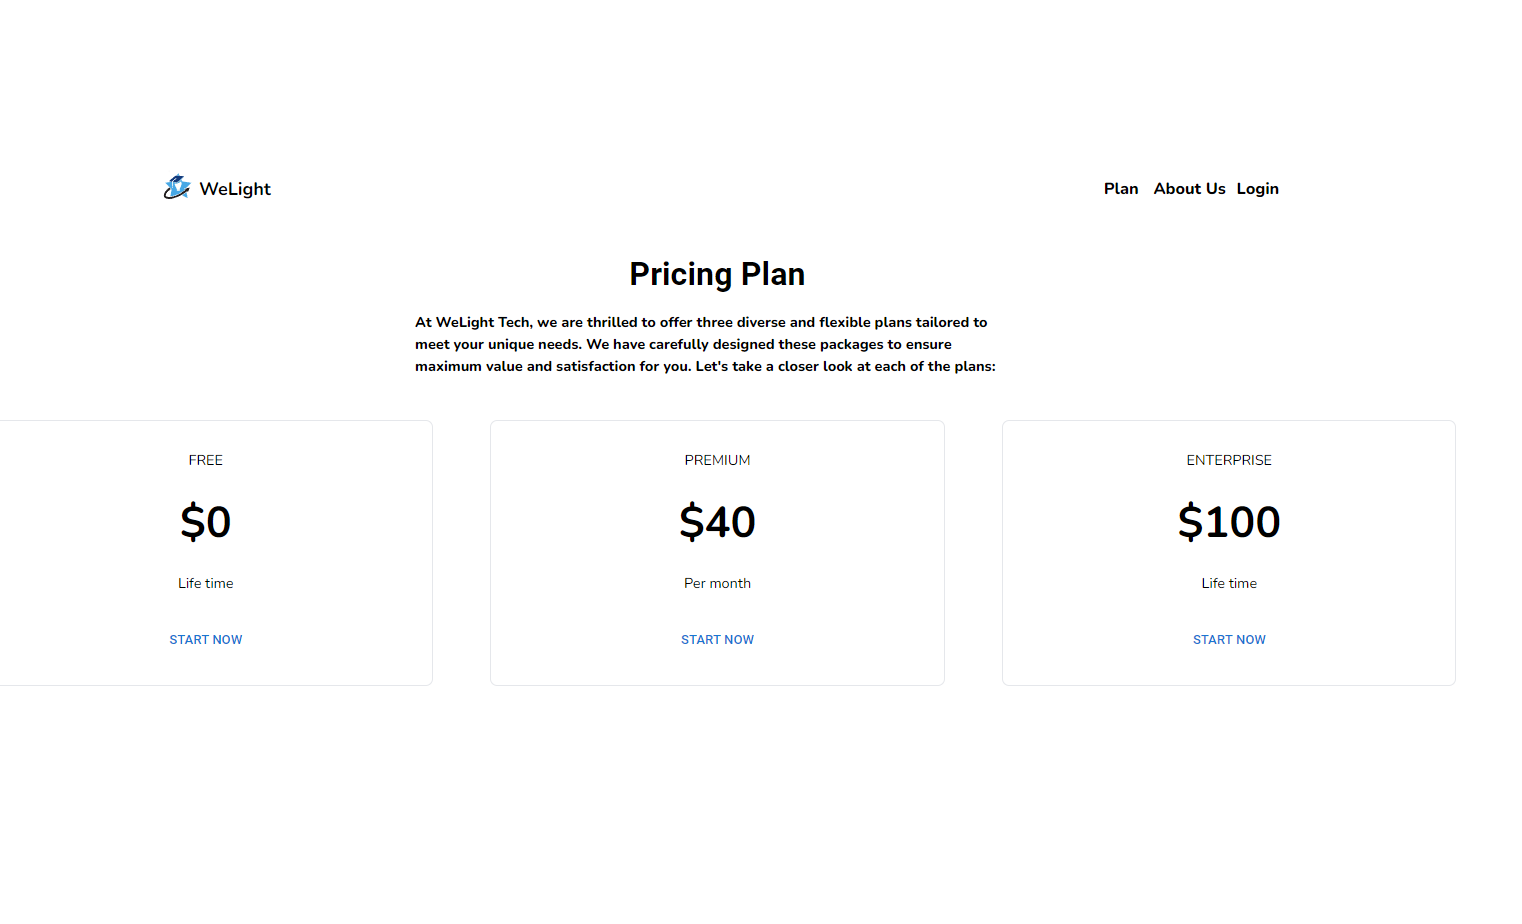 WeLight
Plan About Us Login
Pricing Plan
At WeLight Tech, we are thrilled to offer three diverse and flexible plans tailored to
meet your unique needs. We have carefully designed these packages to ensure
maximum value and satisfaction for you. Let's take a closer look at each of the plans:
FREE
$0
Life time
START NOW
PREMIUM
$40
Per month
START NOW
ENTERPRISE
$100
Life time
START NOW